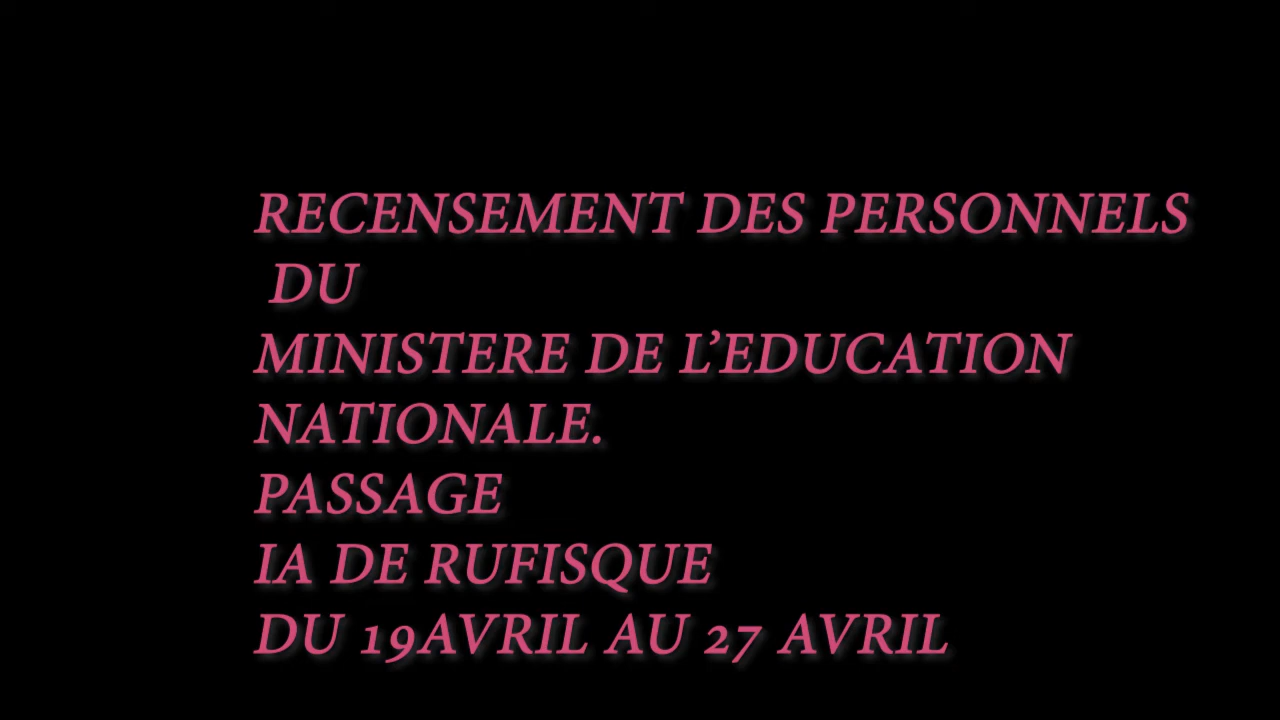 RECENSEMENT DES PERSONNELS
DU
MINISTERE DE L’EDUCATION
NATIONALE.
PASSAGE
IA DE RUFISQUE
DU 19AVRIL AU 27 AVRIL